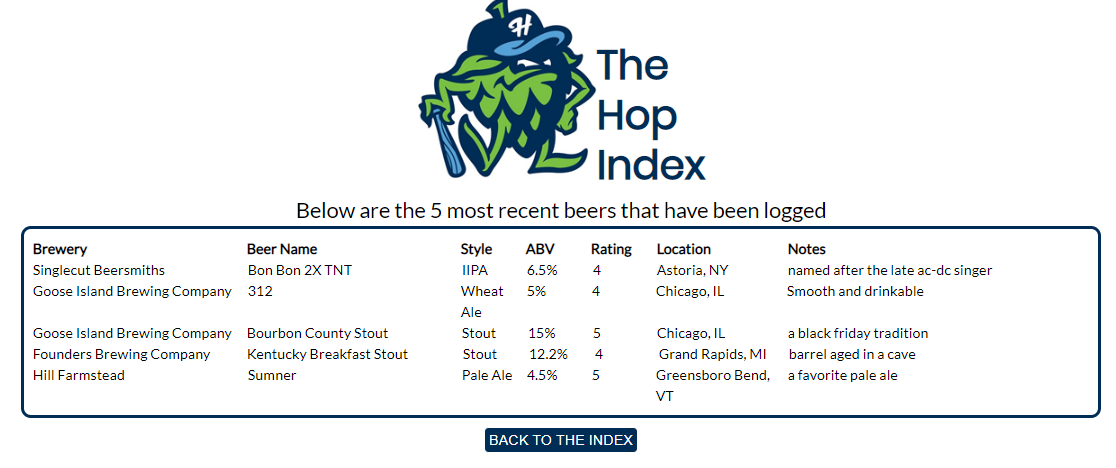 H
The
Hop
Index
Below are the 5 most recent beers that have been logged
Brewery Beer Name Style ABV Rating Location Notes
Singlecut Beersmiths Bon Bon 2X TNT IIPA 6.5% 4 Astoria, NY named after the late ac-dc singer
Goose Island Brewing Company 312 Wheat 5% 4 Chicago, IL Smooth and drinkable
Ale
Goose Island Brewing Company Bourbon County Stout Stout 15% 5 Chicago, IL a black friday tradition
Founders Brewing Company Kentucky Breakfast Stout Stout 12.2% 4 Grand Rapids, MI barrel aged in a cave
Hill Farmstead Sumner Pale Ale 4.5% 5 Greensboro Bend, a favorite pale ale
VT
BACK TO THE INDEX